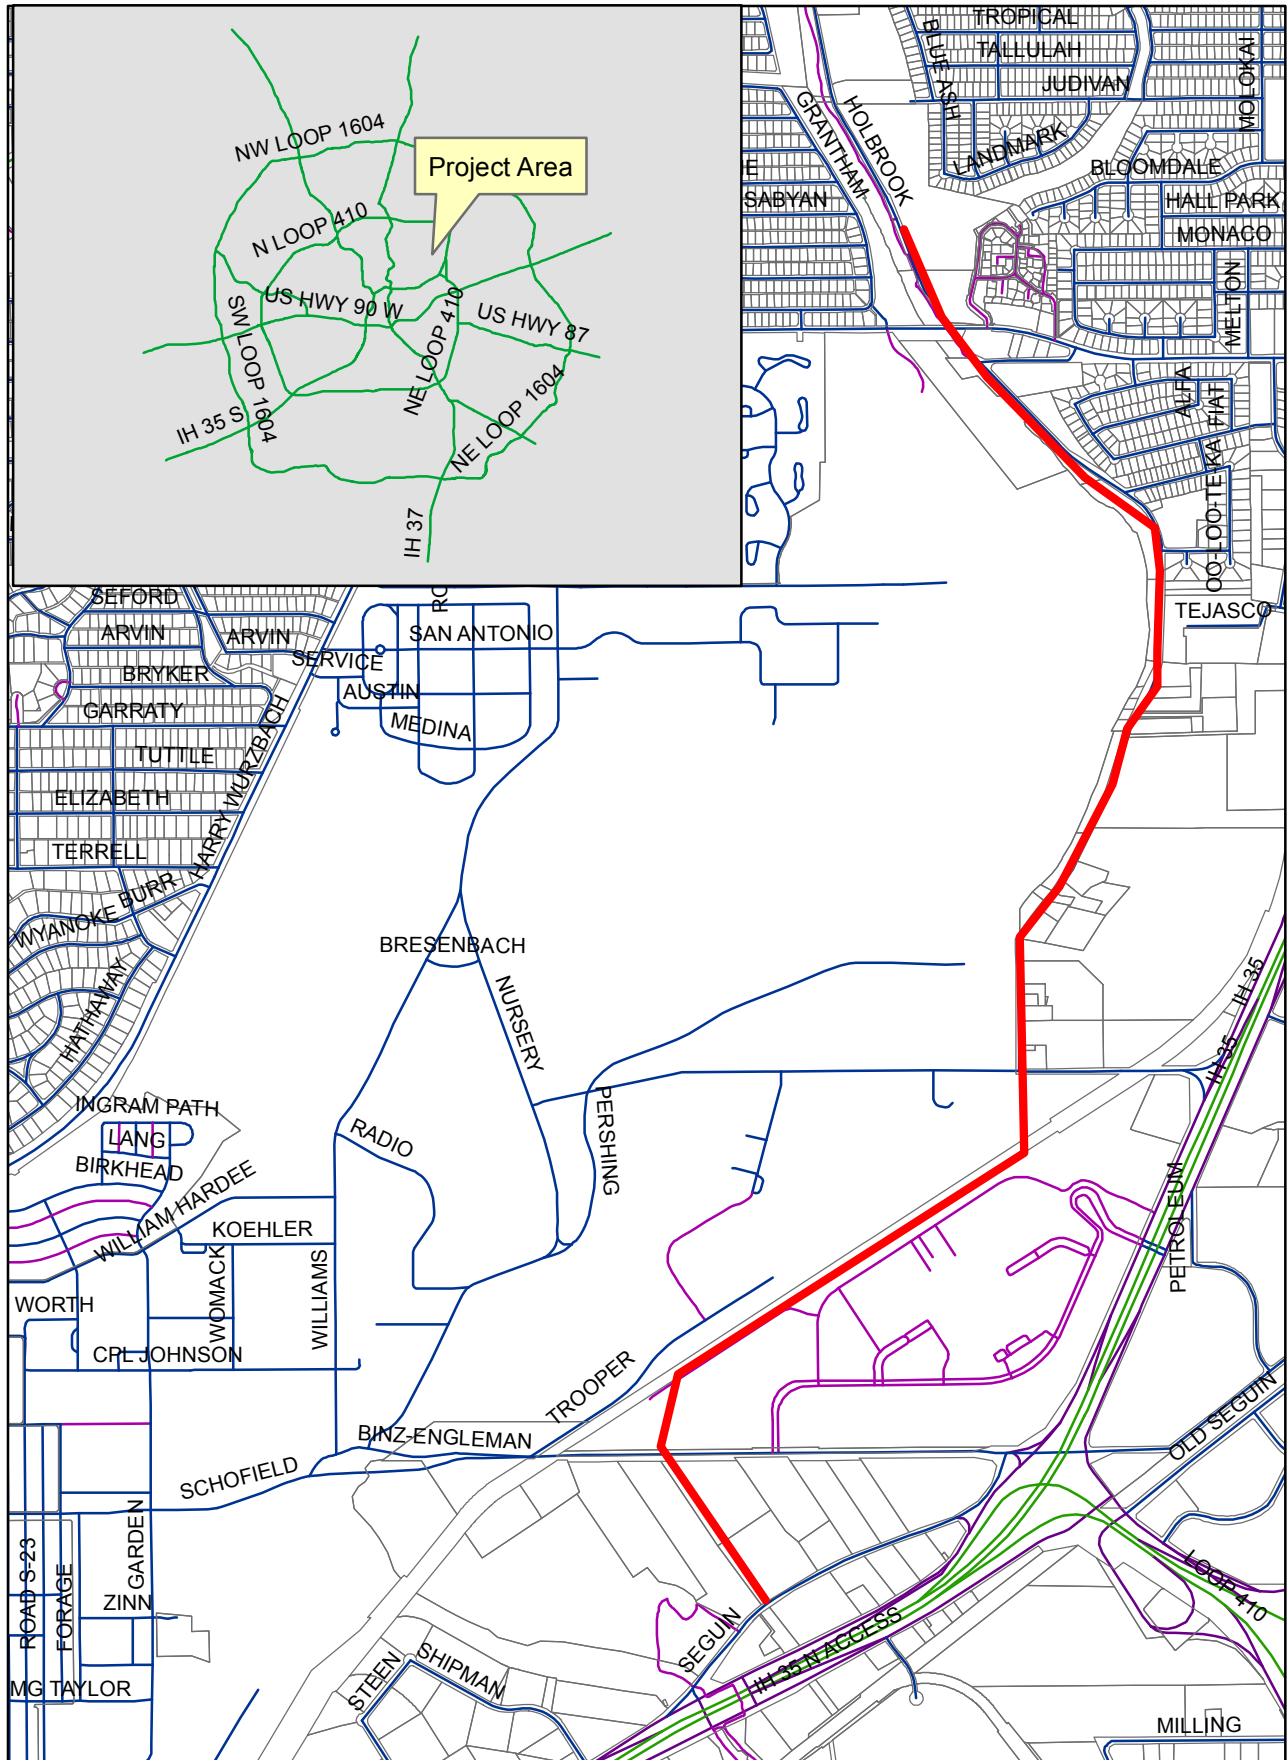 TROPICAL
TALLULAH
JUDIVAN
BLUE ASH
MOLOKAI
HOLBROOK
GRANTHAM
LANDMARK
BLOOMDALE
SABYAN
HALL PARK
MONACO
MELTON
ALFA
FIAT
OO-LOO-TE-KA
TEJASCO
NW LOOP 1604
Project Area
N LOOP 410
US HWY 90 W
US HWY 87
SW LOOP 1604
NE LOOP 410
NE LOOP 1604
IH 35 S
IH 37
SEFORD
ARVIN
ARVIN
SAN ANTONIO
SERVICE
BRYKER
AUSTIN
GARRATY
MEDINA
TUTTLE
HARRY WURZBACH
ELIZABETH
TERRELL
BURR
WYANOKE
HATHAWAY
BRESENBACH
NURSERY
IH 35
IH 35
INGRAM PATH
LANG
BIRKHEAD
RADIO
PERSHING
WILLIAM HARDEE
KOEHLER
WOMACK
WILLIAMS
PETROLEUM
WORTH
CPL JOHNSON
TROOPER
BINZ-ENGLEMAN
SCHOFIELD
OLD SEGUIN
ROAD S-23
FORAGE
GARDEN
ZINN
LOOP 410
SEGUIN
IH 35 N ACCESS
STEEN
SHIPMAN
MG TAYLOR
MILLING